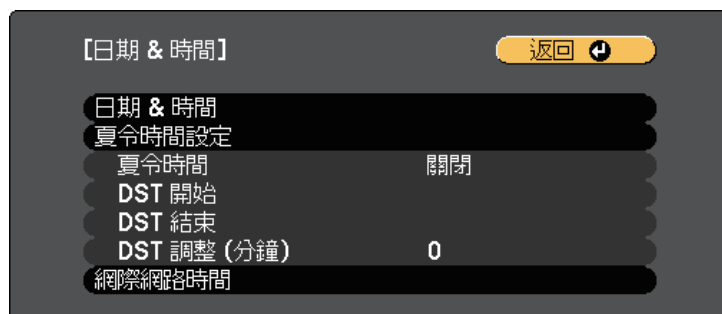 [日期 & 時間]
返回
日期 & 時間
夏令時間設定
夏令時間 關閉
DST 開始
DST 結束
DST 調整 (分鐘) 0
網際網路時間